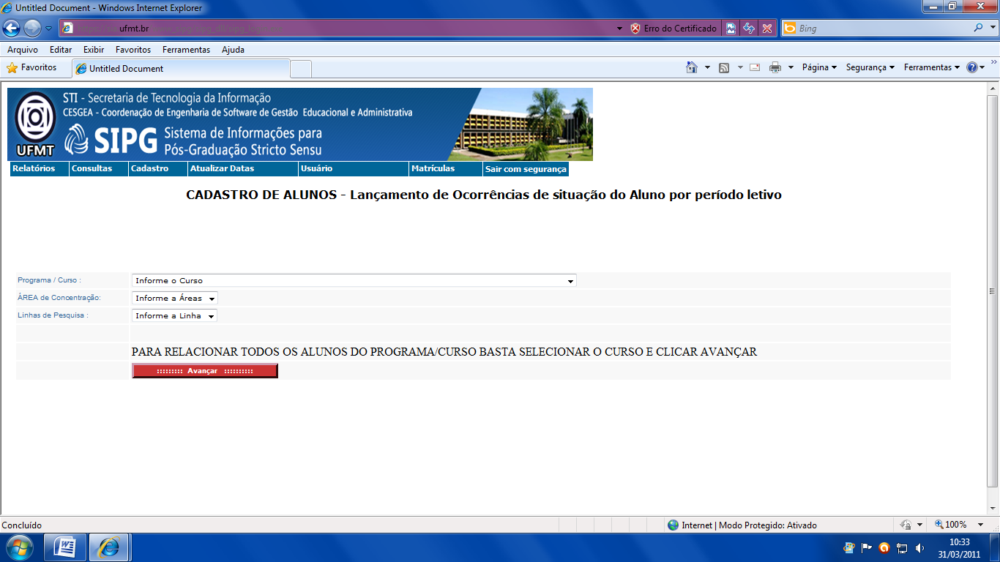 Untitled Document - Windows Internet Explorer
ufmt.br
Erro do Certificado
Bing
Arquivo Editar Exibir Favoritos Ferramentas Ajuda
Favoritos
Untitled Document
Página Segurança Ferramentas
STI - Secretaria de Tecnologia da Informação
CESGEA - Coordenação de Engenharia de Software de Gestão Educacional e Administrativa
UFMT
SIPG
Sistema de Informações para
Pós-Graduação Stricto Sensu
Relatórios Consultas Cadastro Atualizar Datas Usuário Matrículas Sair com segurança
CADASTRO DE ALUNOS - Lançamento de Ocorrências de situação do Aluno por período letivo
Programa / Curso : Informe o Curso
ÁREA de Concentração: Informe a Áreas
Linhas de Pesquisa : Informe a Linha
PARA RELACIONAR TODOS OS ALUNOS DO PROGRAMA/CURSO BASTA SELECIONAR O CURSO E CLICAR AVANÇAR
::::::::: Avançar ::::::::::
Concluído
Internet | Modo Protegido: Ativado
100%
10:33
31/03/2011